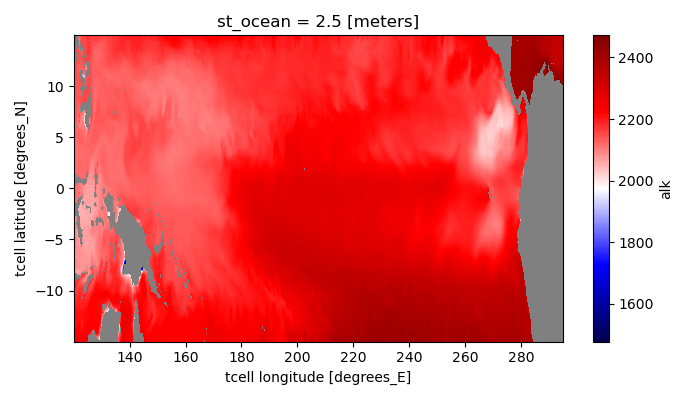 st_ocean = 2.5 [meters]
tcell latitude [degrees_N]
10
5
0
−5
−10
140 160 180 200 220 240 260 280
tcell longitude [degrees_E]
2400
2200
2000
1800
1600
alk